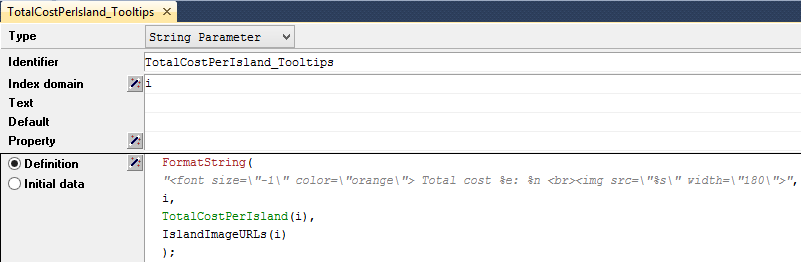 TotalCostPerIsland_Tooltips ×
Type String Parameter
Identifier TotalCostPerIsland_Tooltips
Index domain i
Text
Default
Property
Definition FormatString(
"<font size=\"-1\" color=\"orange\"> Total cost %e: %n <br><img src=\"%s\" width=\"180\">",
Initial data
i,
TotalCostPerIsland(i),
IslandImageURLs(i)
);